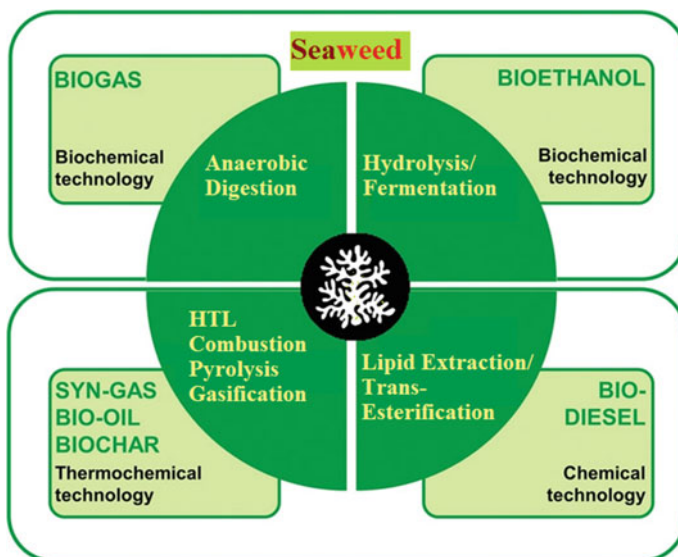 Seaweed
BIOGAS
Biochemical
technology
Anaerobic
Digestion
Hydrolysis/
Fermentation
BIOETHANOL
Biochemical
technology
HTL
Combustion
Pyrolysis
Gasification
SYN-GAS
BIO-OIL
BIOCHAR
Thermochemical
technology
Lipid Extraction/
Trans-
Esterification
BIO-
DIESEL
Chemical
technology